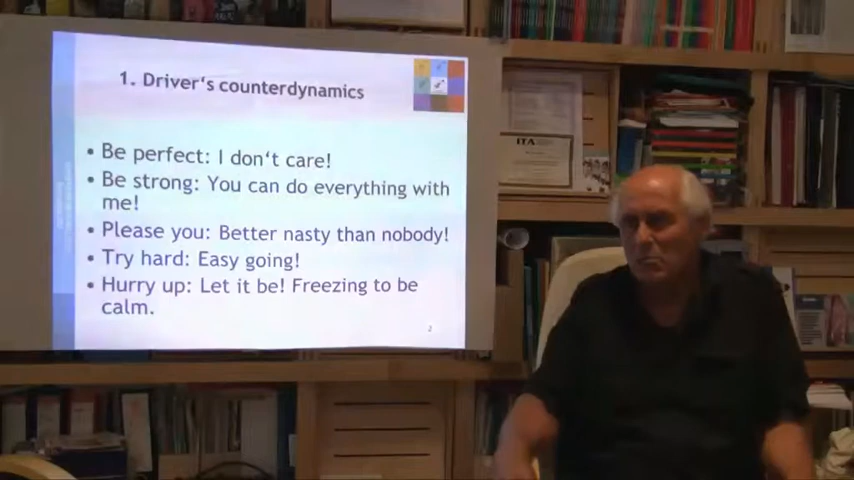 1. Driver's counterdynamics
• Be perfect: I don't care!
• Be strong: You can do everything with
me!
• Please you: Better nasty than nobody!
• Try hard: Easy going!
• Hurry up: Let it be! Freezing to be
calm.
2
ITA